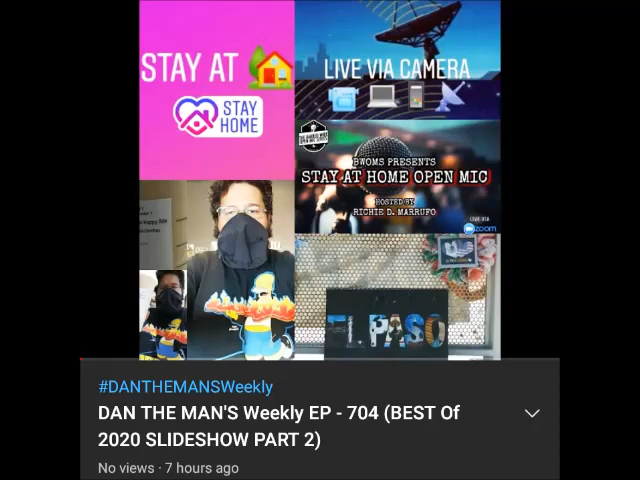 STAY AT
STAY
HOME
LIVE VIA CAMERA
BWOMS PRESENTS
STAY AT HOME OPEN MIC
HOSTED BY
RICHIE D. MARRUFO
LIVE VIA
zoom
EL PASO
#DANTHEMANSWeekly
DAN THE MAN'S Weekly EP - 704 (BEST Of
2020 SLIDESHOW PART 2)
No views · 7 hours ago